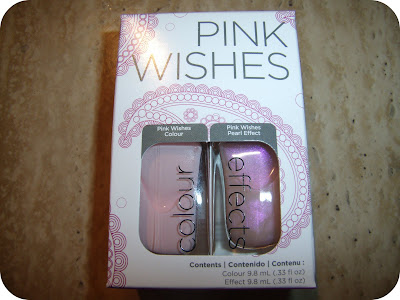 PINK
WISHES
Pink Wishes
Colour
Pink Wishes
Pearl Effect
colour
effects
Contents | Contenido | Contenu :
Colour 9.8 mL (.33 fl oz)
Effect 9.8 mL (.33 fl oz)